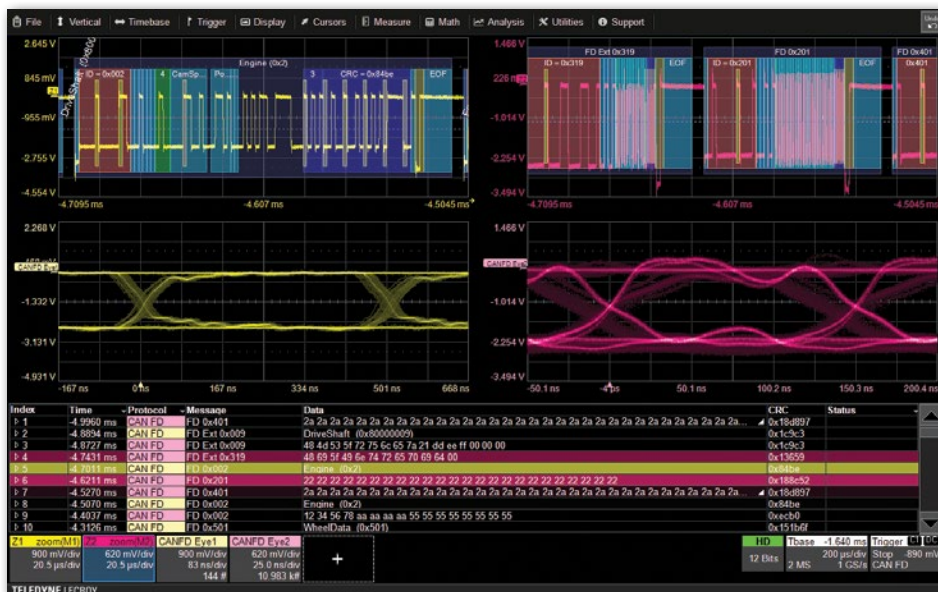 File Vertical Timebase Trigger Display Cursors Measure Math Analysis Utilities Support
2.645 V
845 mV
-955 mV
-2.755 V
-4.554 V
-4.7095 ms -4.607 ms -4.5045 ms
Z1
Engine (0x2)
ID = 0x002 4 CamSp... Po... 3 CRC = 0x84be EOF
1.466 V
-1.014 V
-2.254 V
-3.494 V
-4.7095 ms -4.607 ms -4.5045 ms
FD Ext 0x319 FD 0x201 FD 0x401
ID = 0x319 EOF ID = 0x201 EOF 0x401
2.268 V
CANFD Eye
-1.332 V
-3.131 V
-4.931 V
-167 ns 0 ns 167 ns 334 ns 501 ns 668 ns
1.466 V
CANFD Eye2
-1.014 V
-2.254 V
-3.494 V
-50.1 ns 50.1 ns 100.2 ns 150.3 ns 200.4 ns
Index Time Protocol Message Data CRC Status
1 -4.9960 ms CAN FD FD 0x401 2a 2a 2a 2a 2a 2a 2a 2a 2a 2a 2a 2a 2a 2a 2a 2a 2a 2a 2a 2a 2a 2a 2a 2a 2a 2a... 0x18d897
2 -4.8894 ms CAN FD FD Ext 0x009 DriveShaft (0x80000009) 0x1c9c3
3 -4.8727 ms CAN FD FD Ext 0x009 48 4d 53 5f 72 75 6c 65 7a 21 dd ee ff 00 00 00 0x1c9c3
4 -4.7431 ms CAN FD FD Ext 0x319 48 69 5f 49 6e 74 72 65 70 69 64 00 0x13659
5 -4.7011 ms CAN FD FD 0x002 Engine (0x2) 0x84be
6 -4.6211 ms CAN FD FD 0x201 22 22 22 22 22 22 22 22 22 22 22 22 22 22 22 22 22 22 22 0x188c52
7 -4.5270 ms CAN FD FD 0x401 2a 2a 2a 2a 2a 2a 2a 2a 2a 2a 2a 2a 2a 2a 2a 2a 2a 2a 2a 2a 2a 2a 2a 2a 2a 2a... 0x18d897
8 -4.5070 ms CAN FD FD 0x002 Engine (0x2) 0x84be
9 -4.4037 ms CAN FD FD 0x002 12 34 56 78 aa aa aa aa 55 55 55 55 55 55 55 55 0xecb0
10 -4.3126 ms CAN FD FD 0x501 WheelData (0x501) 0x151b6f
Z1 zoom(M1) Z2 zoom(M2) CANFD Eye1 CANFD Eye2 HD Tbase -1.640 ms Trigger C1 DC
900 mV/div 620 mV/div 900 mV/div 620 mV/div 12 Bits 200 µs/div Stop -890 mV
20.5 µs/div 20.5 µs/div 83 ns/div 25.0 ns/div 2 MS 1 GS/s CAN FD
144 # 10.983 k#
TELEDYNE LECROY